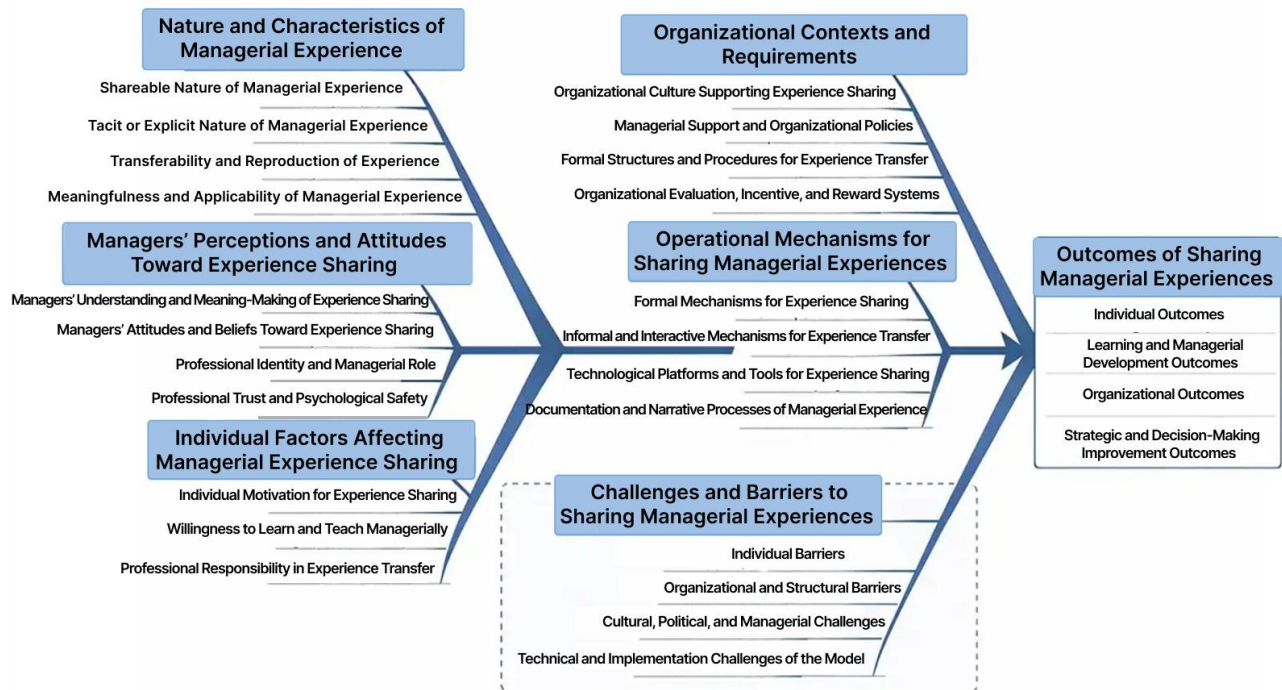 Nature and Characteristics of
Managerial Experience
Shareable Nature of Managerial Experience
Tacit or Explicit Nature of Managerial Experience
Transferability and Reproduction of Experience
Meaningfulness and Applicability of Managerial Experience
Managers' Perceptions and Attitudes
Toward Experience Sharing
Managers' Understanding and Meaning-Making of Experience Sharing
Managers' Attitudes and Beliefs Toward Experience Sharing
Professional Identity and Managerial Role
Professional Trust and Psychological Safety
Individual Factors Affecting
Managerial Experience Sharing
Individual Motivation for Experience Sharing
Willingness to Learn and Teach Managerially
Professional Responsibility in Experience Transfer
Organizational Contexts and
Requirements
Organizational Culture Supporting Experience Sharing
Managerial Support and Organizational Policies
Formal Structures and Procedures for Experience Transfer
Organizational Evaluation, Incentive, and Reward Systems
Operational Mechanisms for
Sharing Managerial Experiences
Formal Mechanisms for Experience Sharing
Informal and Interactive Mechanisms for Experience Transfer
Technological Platforms and Tools for Experience Sharing
Documentation and Narrative Processes of Managerial Experience
Challenges and Barriers to
Sharing Managerial Experiences
Individual Barriers
Organizational and Structural Barriers
Cultural, Political, and Managerial Challenges
Technical and Implementation Challenges of the Model
Outcomes of Sharing
Managerial Experiences
Individual Outcomes
Learning and Managerial
Development Outcomes
Organizational Outcomes
Strategic and Decision-Making
Improvement Outcomes